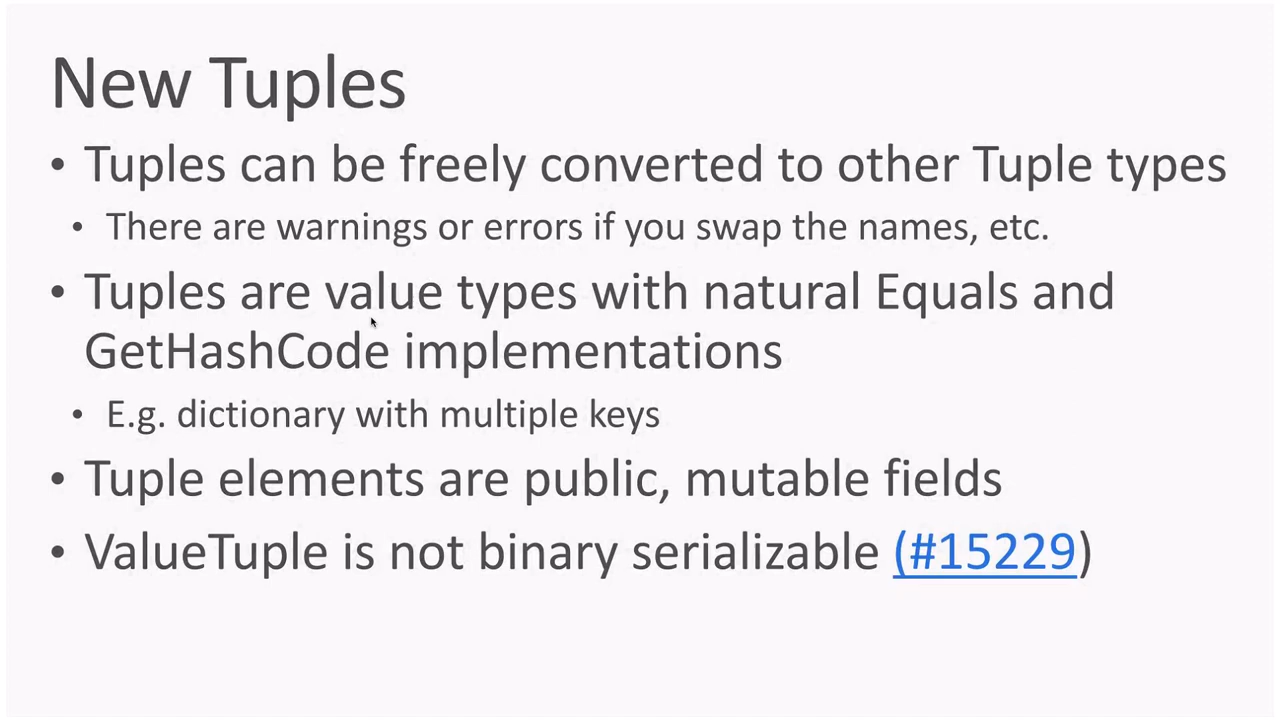 New Tuples
• Tuples can be freely converted to other Tuple types
• There are warnings or errors if you swap the names, etc.
• Tuples are value types with natural Equals and
GetHashCode implementations
• E.g. dictionary with multiple keys
• Tuple elements are public, mutable fields
• ValueTuple is not binary serializable (#15229)